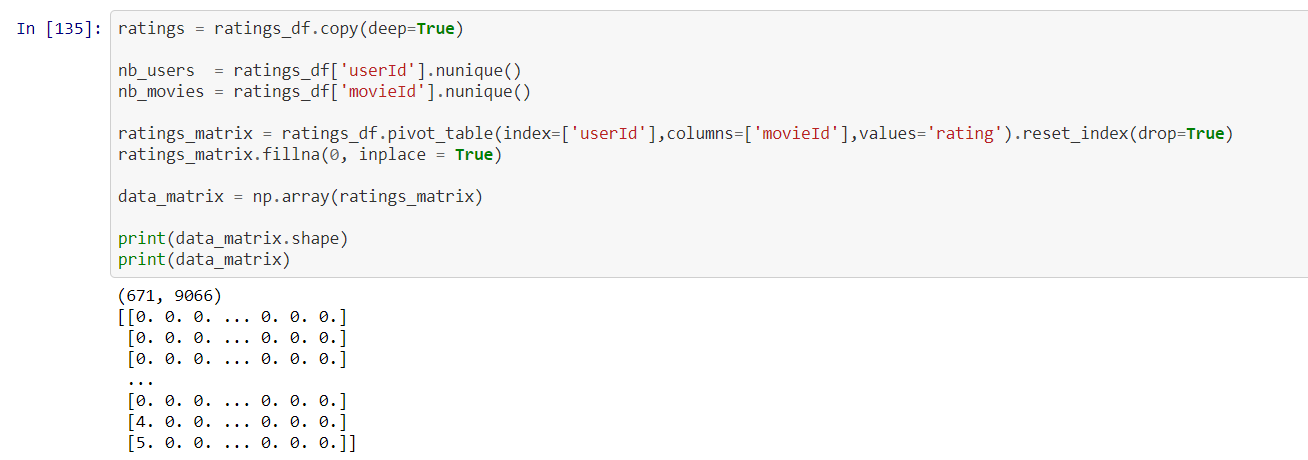 In [135]: ratings = ratings_df.copy(deep=True)
nb_users  = ratings_df['userId'].nunique()
nb_movies = ratings_df['movieId'].nunique()
ratings_matrix = ratings_df.pivot_table(index=['userId'],columns=['movieId'],values='rating').reset_index(drop=True)
ratings_matrix.fillna(0, inplace = True)
data_matrix = np.array(ratings_matrix)
print(data_matrix.shape)
print(data_matrix)
(671, 9066)
[[0. 0. 0. ... 0. 0. 0.]
 [0. 0. 0. ... 0. 0. 0.]
 [0. 0. 0. ... 0. 0. 0.]
 ...
 [0. 0. 0. ... 0. 0. 0.]
 [4. 0. 0. ... 0. 0. 0.]
 [5. 0. 0. ... 0. 0. 0.]]